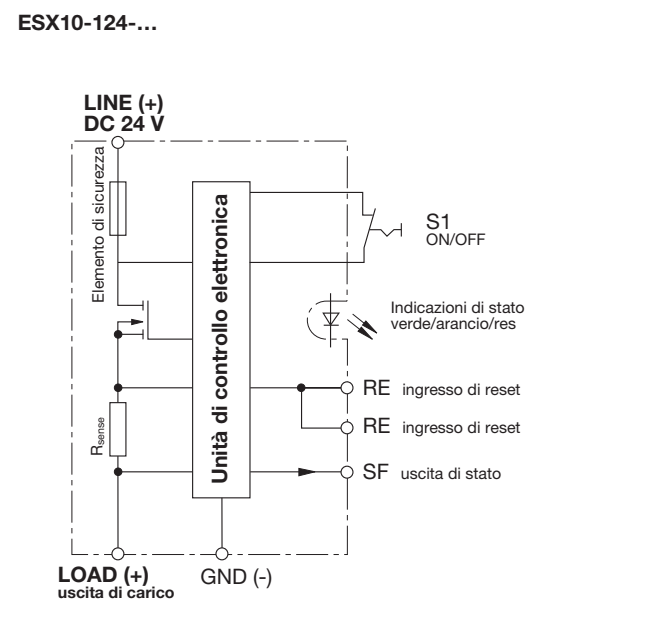 ESX10-124-...
LINE (+)
DC 24 V
Elemento di sicurezza
Unità di controllo elettronica
S1
ON/OFF
Indicazioni di stato
verde/arancio/res
RE ingresso di reset
RE ingresso di reset
Rsense
SF uscita di stato
LOAD (+)
uscita di carico
GND (-)